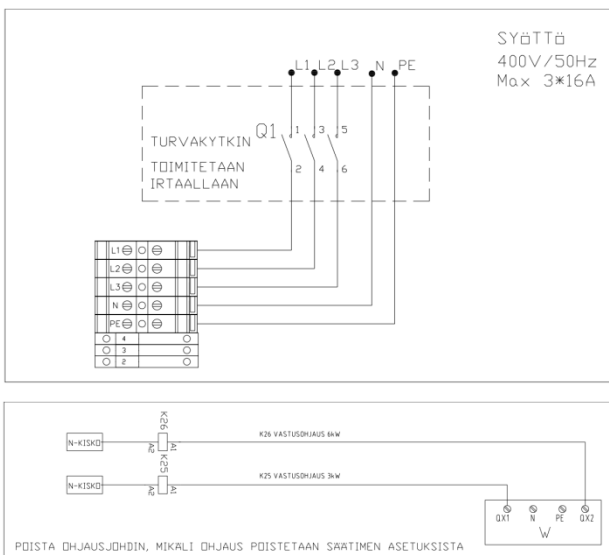 SYÖTTÖ
400V/50Hz
Max 3*16A
L1 L2 L3 N PE
Q1 1 3 5
TURVAKYTKIN
TOIMITETAAN
IRTAALLAAN
2 4 6
L1
L2
L3
N
PE
4
3
2
N-KISKO A2 K26 A1 K26 VASTUSOHJAUS 6kW
N-KISKO A2 K25 A1 K25 VASTUSOHJAUS 3kW
QX1 N PE QX2
W
POISTA OHJAUSJOHDIN, MIKÄLI OHJAUS POISTETAAN SÄÄTIMEN ASETUKSISTA